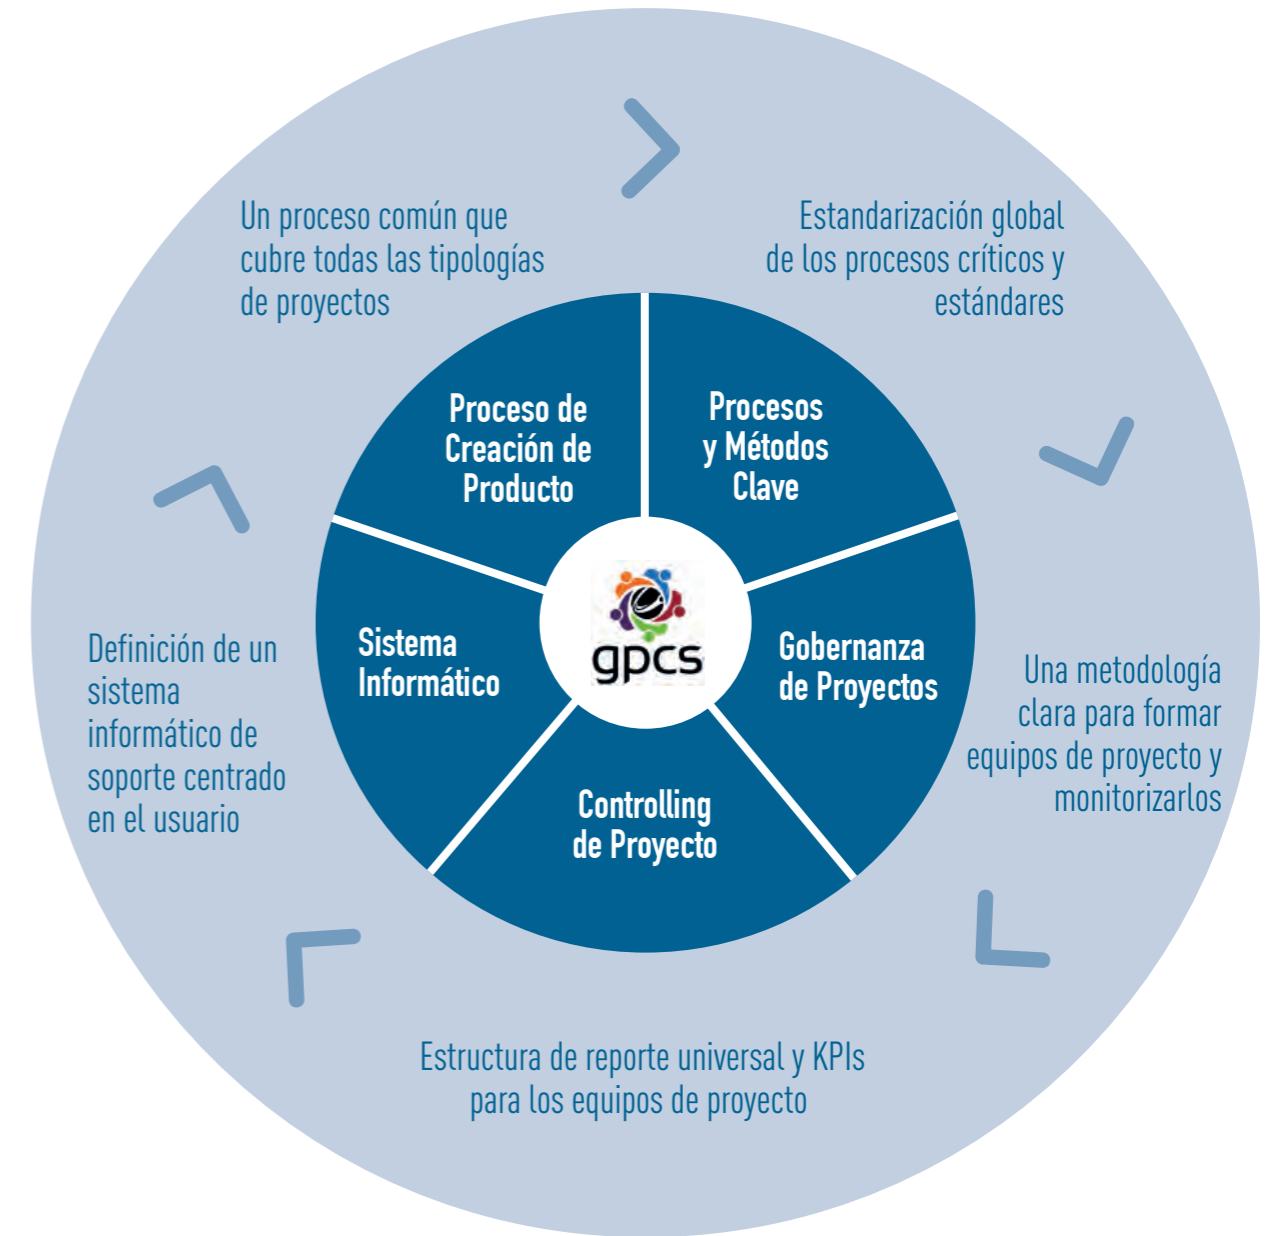 Un proceso común que
cubre todas las tipologías
de proyectos
Estandarización global
de los procesos críticos y
estándares
Proceso de
Creación de
Producto
Procesos
y Métodos
Clave
Sistema
Informático
gpcs
Gobernanza
de Proyectos
Controlling
de Proyecto
Definición de un
sistema
informático de
soporte centrado
en el usuario
Una metodología
clara para formar
equipos de proyecto y
monitorizarlos
Estructura de reporte universal y KPIs
para los equipos de proyecto